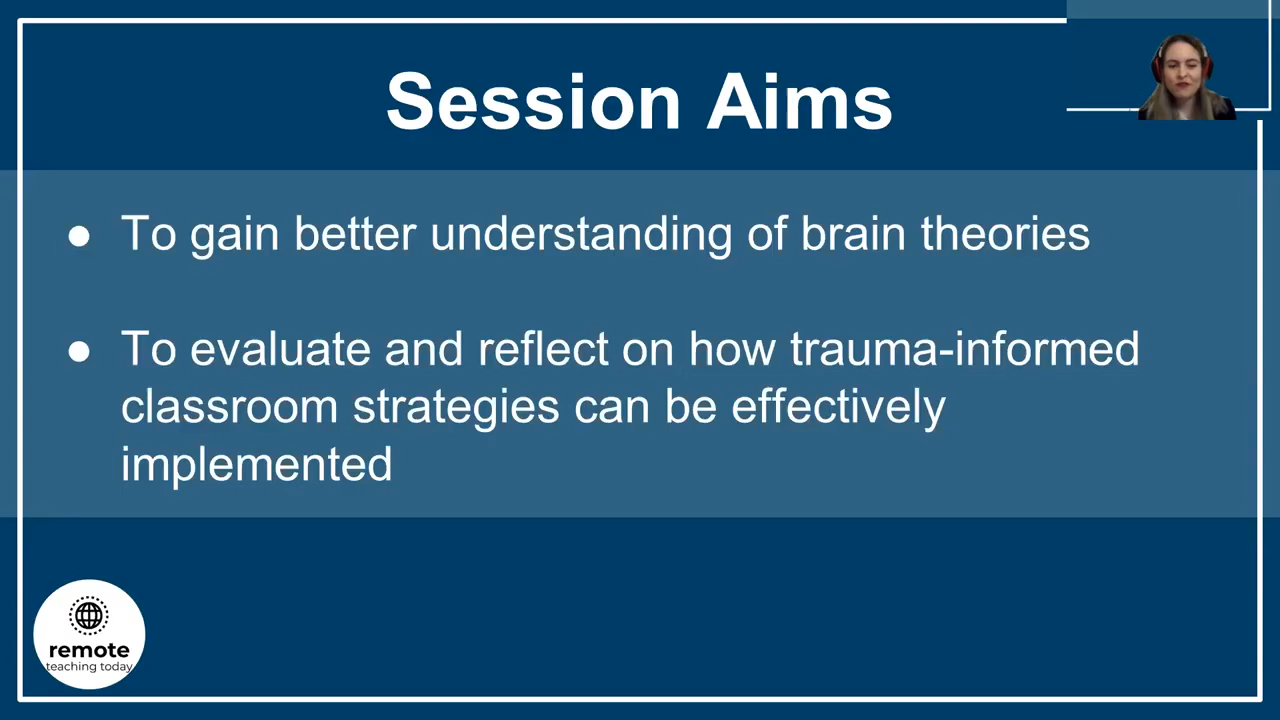 Session Aims
● To gain better understanding of brain theories
● To evaluate and reflect on how trauma-informed
classroom strategies can be effectively
implemented
remote
teaching today